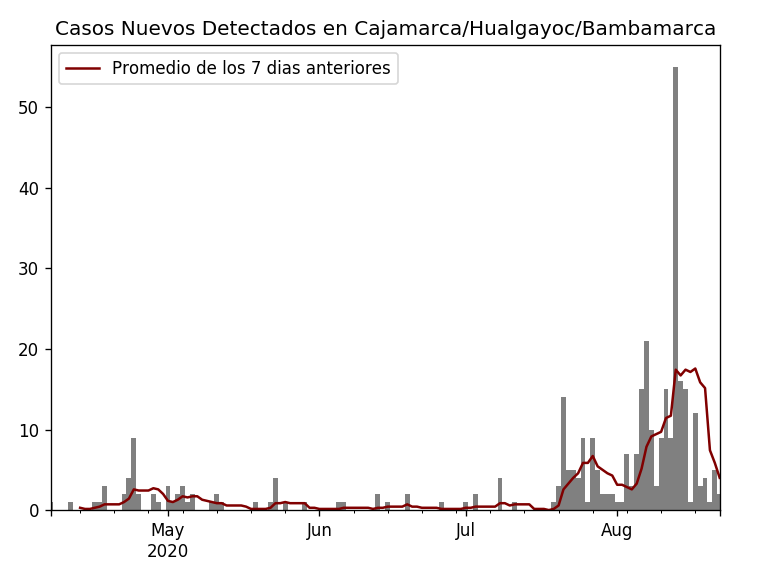 Casos Nuevos Detectados en Cajamarca/Hualgayoc/Bambamarca
Promedio de los 7 dias anteriores
50
40
30
20
10
0
May
2020
Jun
Jul
Aug